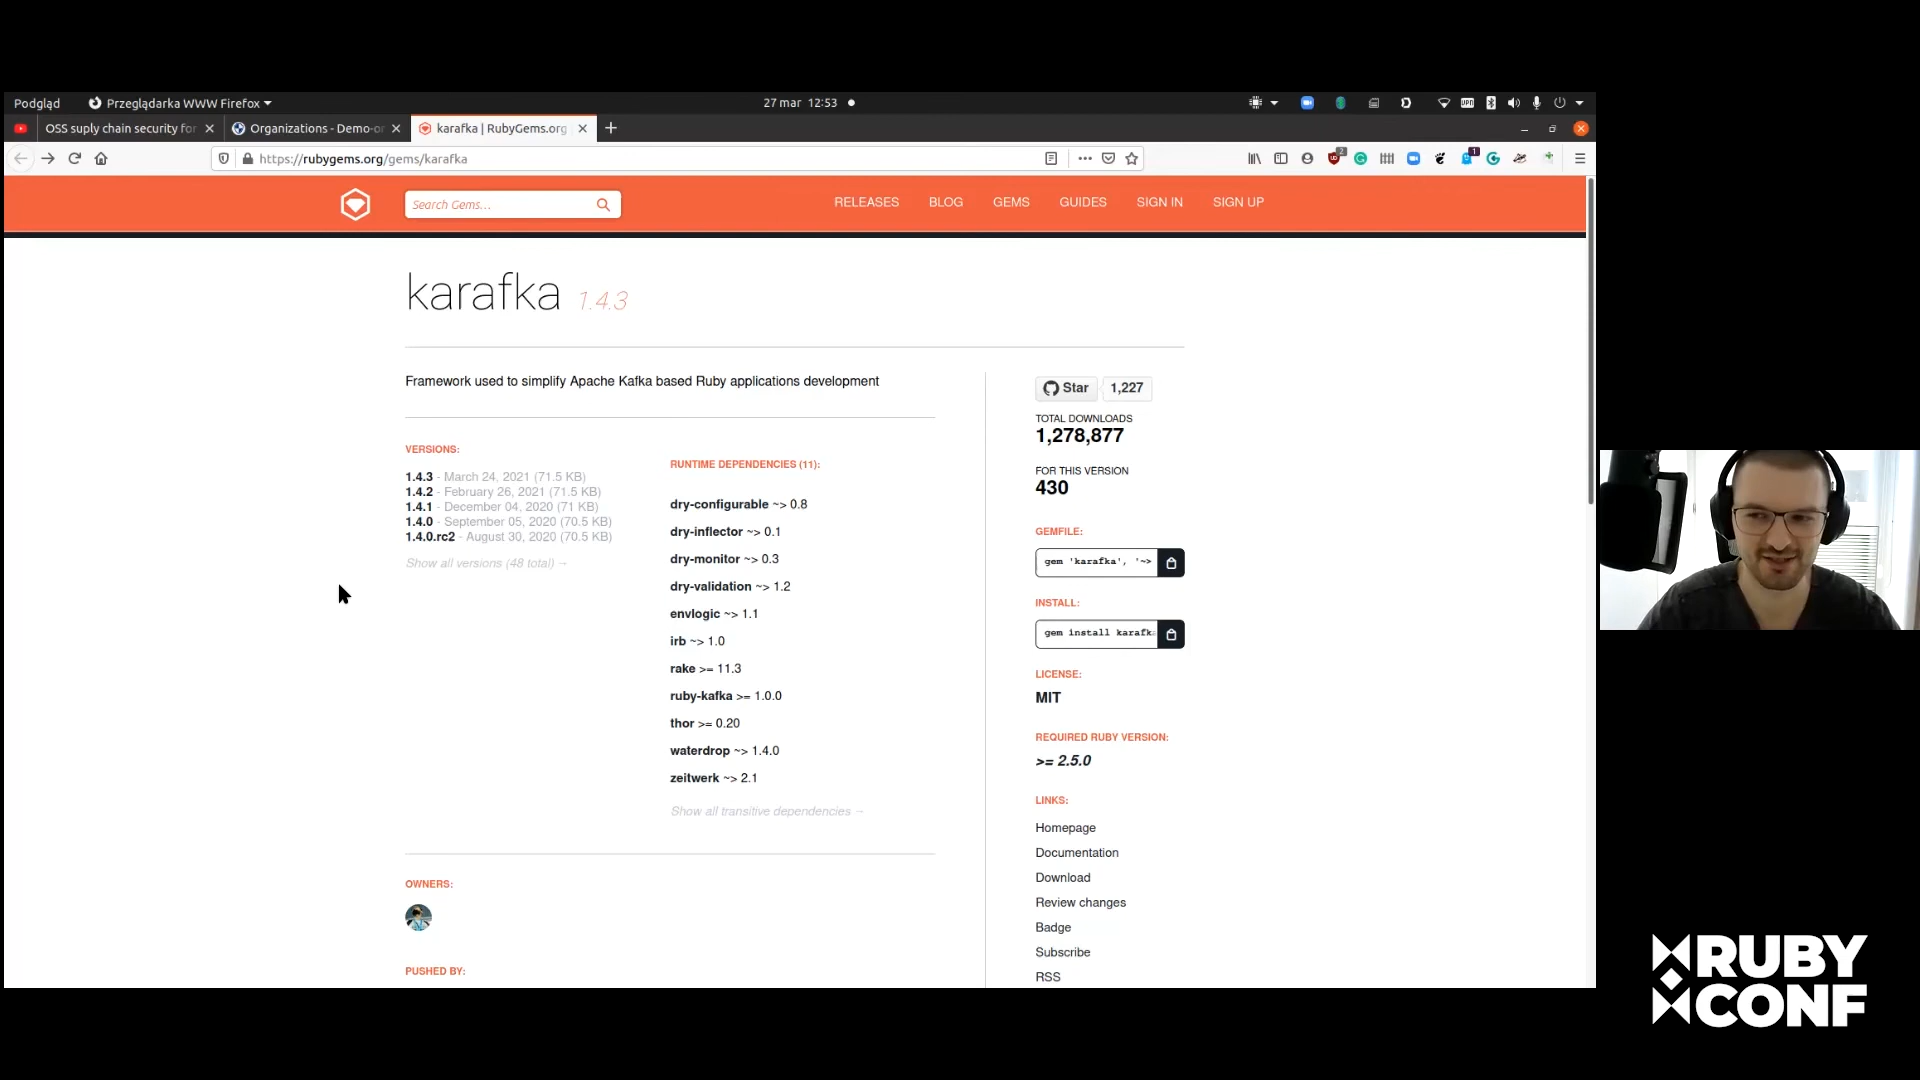 Podgląd
Przeglądarka WWW Firefox
27 mar 12:53
OSS suply chain security for
Organizations - Demo-or
karafka | RubyGems.org
https://rubygems.org/gems/karafka
Search Gems…
RELEASES
BLOG
GEMS
GUIDES
SIGN IN
SIGN UP
karafka 1.4.3
Framework used to simplify Apache Kafka based Ruby applications development
VERSIONS:
1.4.3 - March 24, 2021 (71.5 KB)
1.4.2 - February 26, 2021 (71.5 KB)
1.4.1 - December 04, 2020 (71 KB)
1.4.0 - September 05, 2020 (70.5 KB)
1.4.0.rc2 - August 30, 2020 (70.5 KB)
Show all versions (48 total) →
RUNTIME DEPENDENCIES (11):
dry-configurable ~> 0.8
dry-inflector ~> 0.1
dry-monitor ~> 0.3
dry-validation ~> 1.2
envlogic ~> 1.1
irb ~> 1.0
rake >= 11.3
ruby-kafka >= 1.0.0
thor >= 0.20
waterdrop ~> 1.4.0
zeitwerk ~> 2.1
Show all transitive dependencies →
OWNERS:
PUSHED BY:
Star 1,227
TOTAL DOWNLOADS
1,278,877
FOR THIS VERSION
430
GEMFILE:
gem 'karafka', '~>
INSTALL:
gem install karafk
LICENSE:
MIT
REQUIRED RUBY VERSION:
>= 2.5.0
LINKS:
Homepage
Documentation
Download
Review changes
Badge
Subscribe
RSS
RUBY
CONF